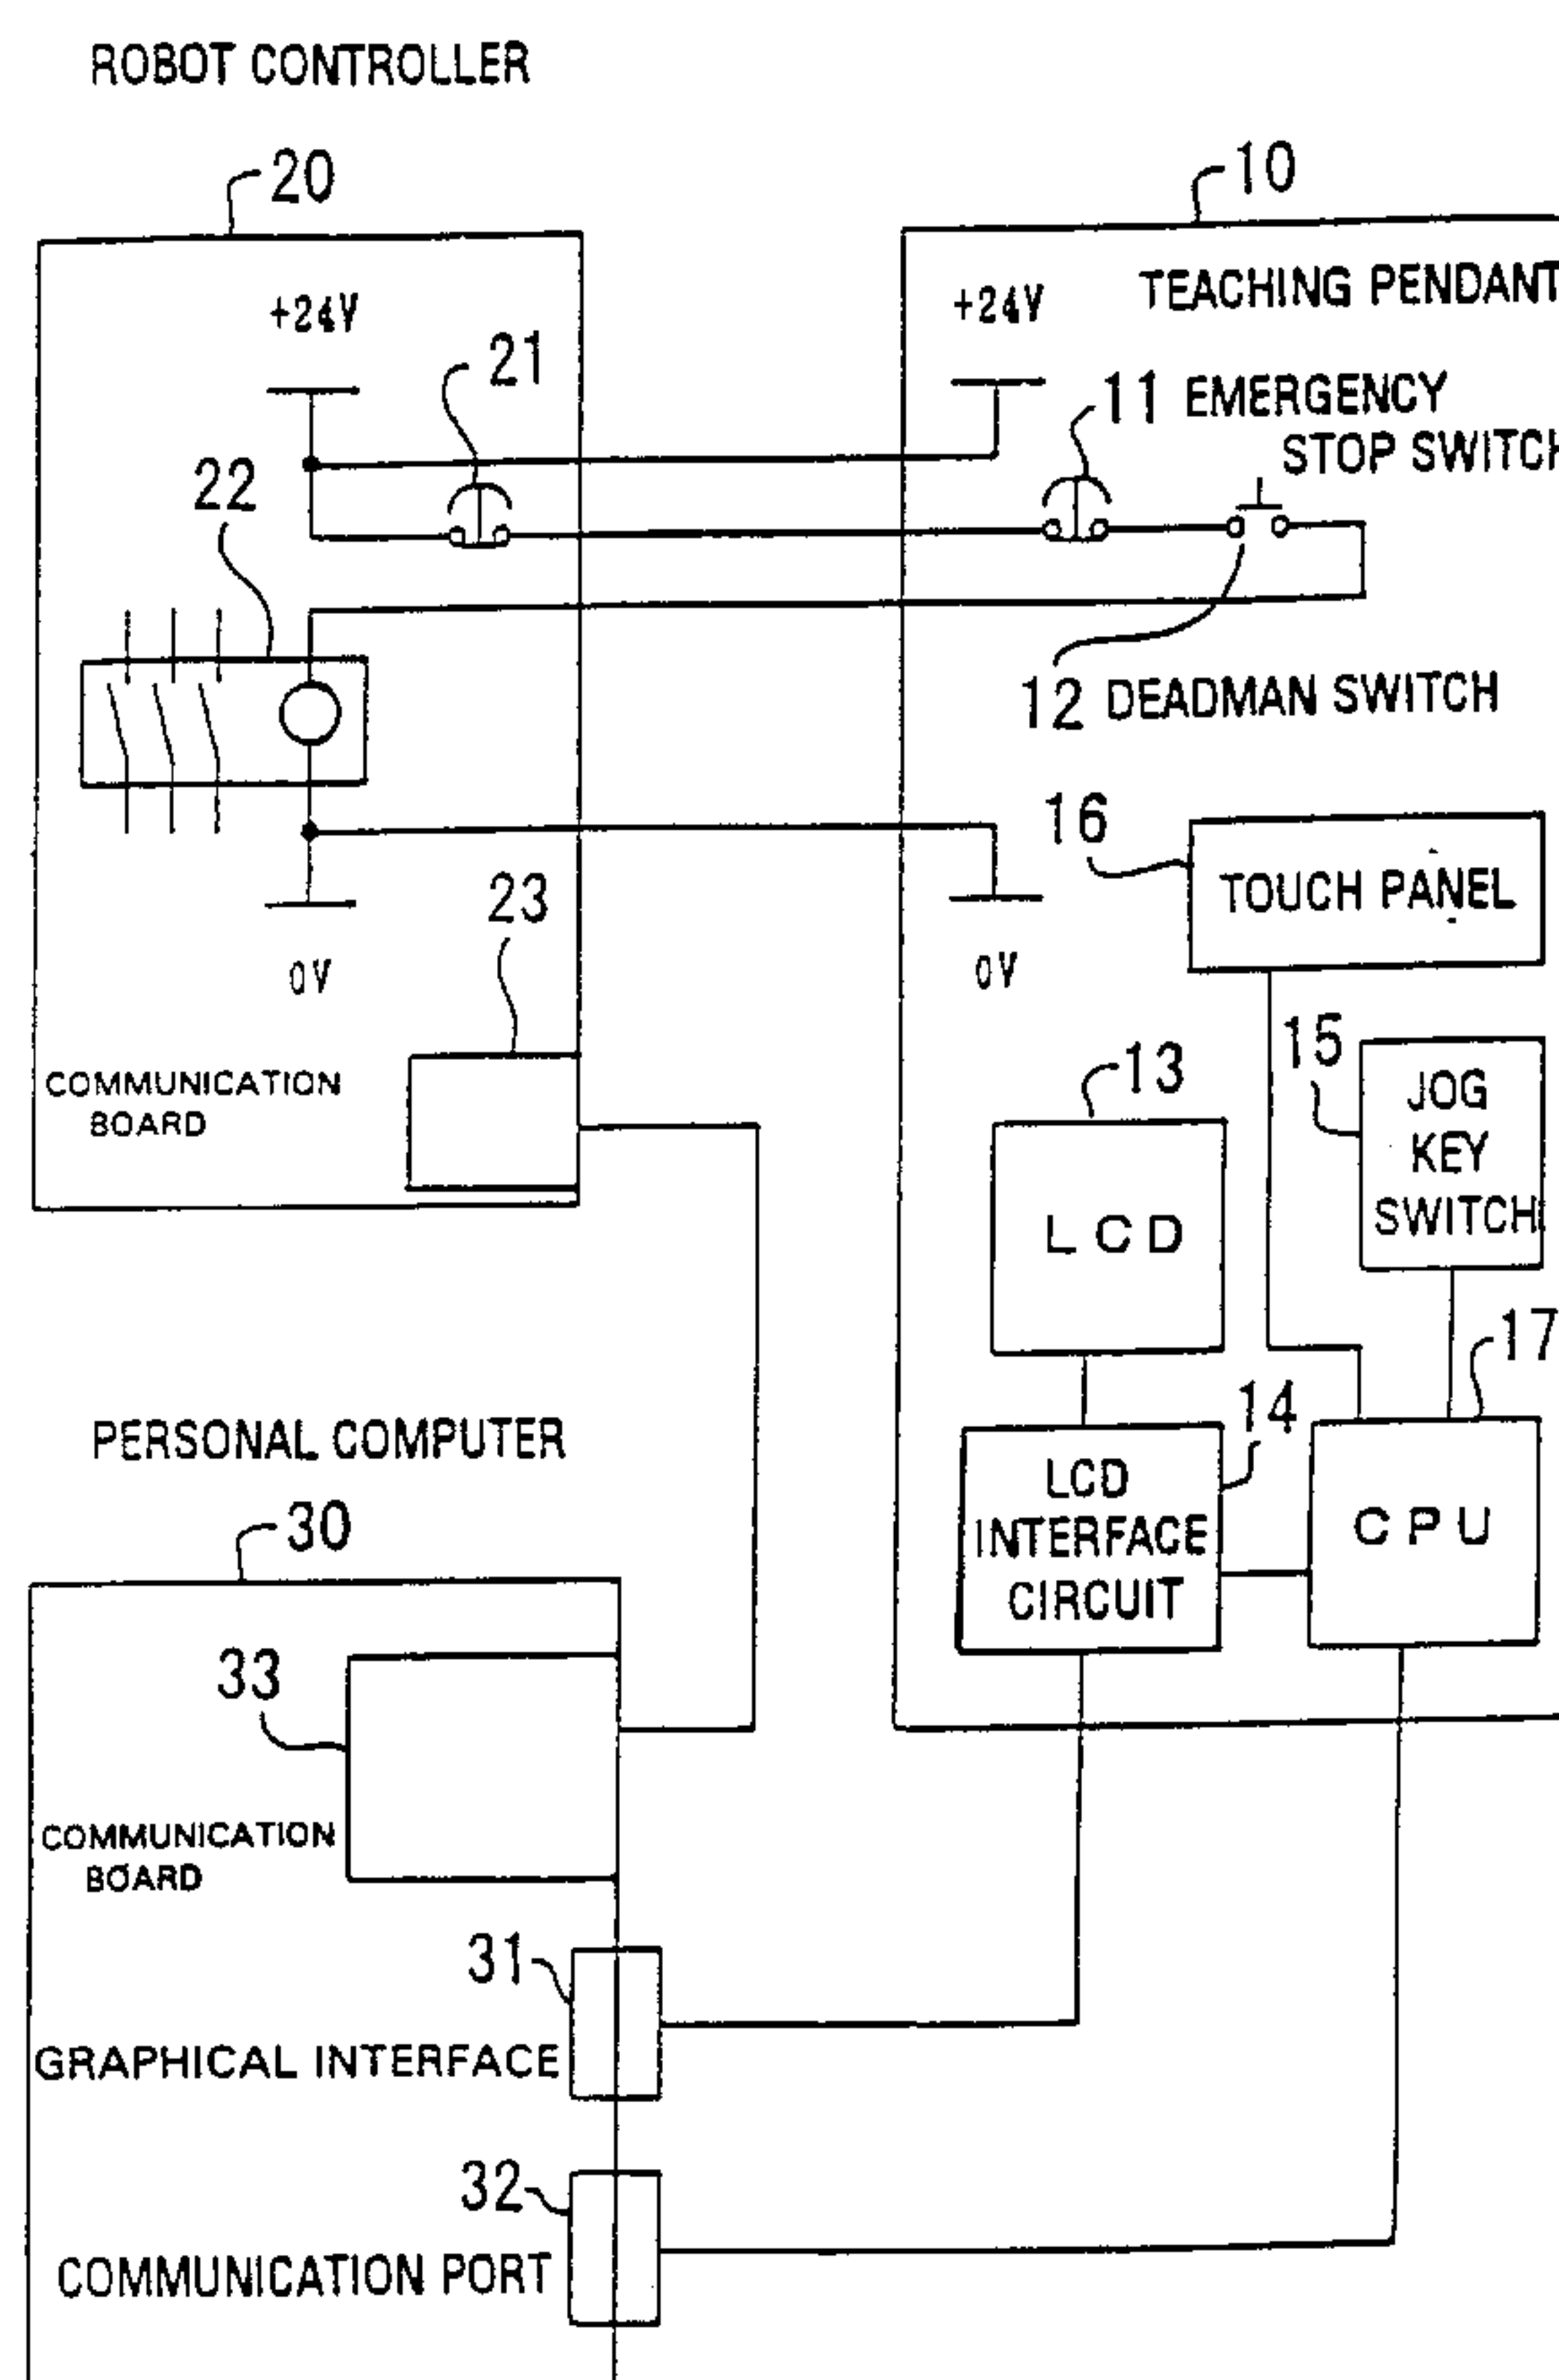 ROBOT CONTROLLER
20
10
+24V
+24V
TEACHING PENDANT
21
11 EMERGENCY
STOP SWITCH
22
12 DEADMAN SWITCH
16
TOUCH PANEL
23
0V
0V
15
JOG
KEY
SWITCH
COMMUNICATION
BOARD
13
LCD
17
14
PERSONAL COMPUTER
LCD
INTERFACE
CIRCUIT
CPU
30
33
COMMUNICATION
BOARD
31
GRAPHICAL INTERFACE
32
COMMUNICATION PORT